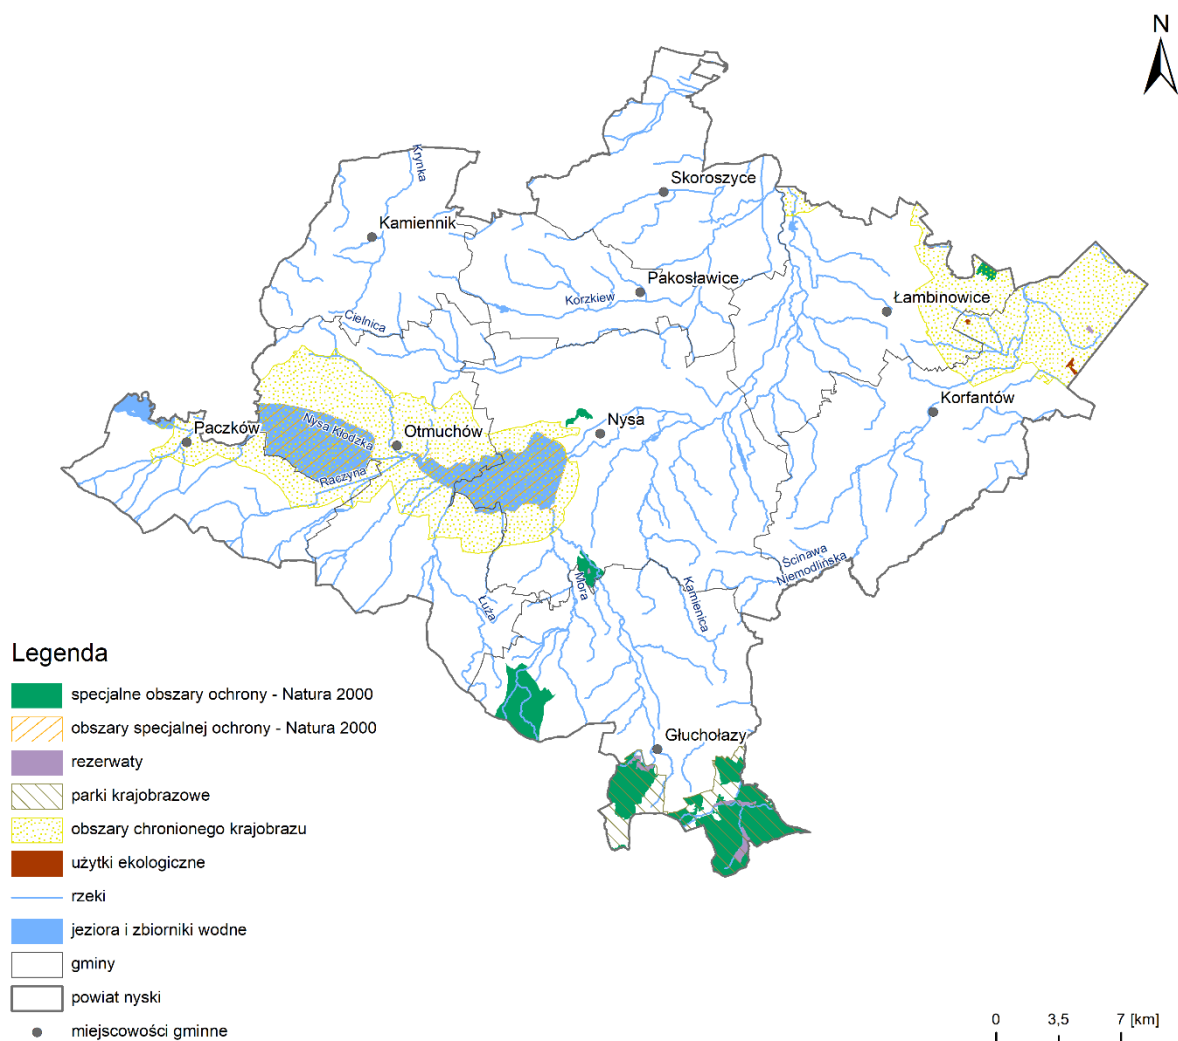 N
Krynka
Skoroszyce
Kamiennik
Pakosławice
Korzkiew
Łambinowice
Cielnica
Korfantów
Nysa
Nysa Kłodzka
Paczków
Otmuchów
Raczyna
Ścinawa
Niemodlińska
Mora
Kamienica
Łuża
Głuchołazy
Legenda
specjalne obszary ochrony - Natura 2000
obszary specjalnej ochrony - Natura 2000
rezerwaty
parki krajobrazowe
obszary chronionego krajobrazu
użytki ekologiczne
rzeki
jeziora i zbiorniki wodne
gminy
powiat nyski
miejscowości gminne
0 3,5 7 [km]